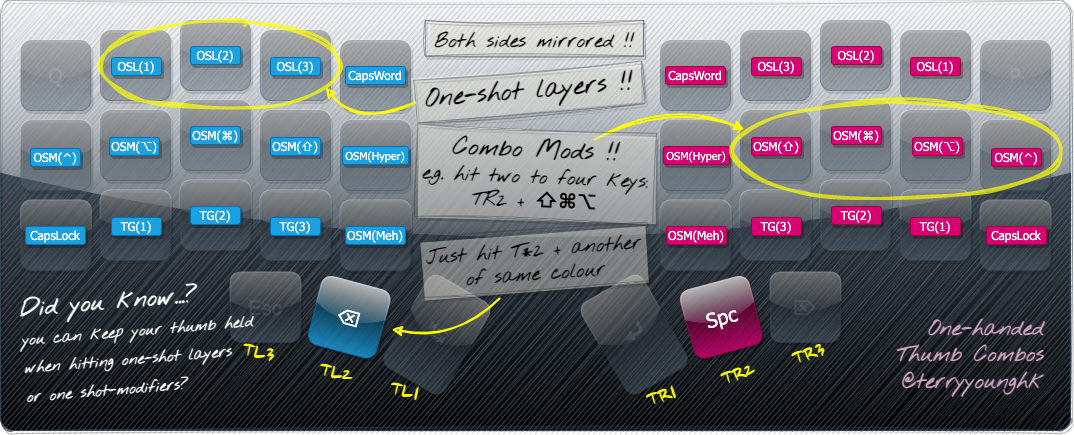 Both sides mirrored !!
Q
OSL(1)
OSL(2)
OSL(3)
CapsWord
CapsWord
OSL(3)
OSL(2)
OSL(1)
P
One-shot layers !!
OSM(^)
OSM(⌥)
OSM(⌘)
OSM(⇧)
OSM(Hyper)
Combo Mods !!
e.g. hit two to four keys:
TR2 + ⇧⌘⌥
OSM(Hyper)
OSM(⇧)
OSM(⌘)
OSM(⌥)
OSM(^)
CapsLock
TG(1)
TG(2)
TG(3)
OSM(Meh)
OSM(Meh)
TG(3)
TG(2)
TG(1)
CapsLock
Just hit T*2 + another
of same colour
Esc
⌫
Spc
⌫
Did you know...?
you can keep your thumb held
when hitting one-shot layers
or one shot-modifiers?
TL3
TL2
TL1
TR1
TR2
TR3
One-handed
Thumb Combos
@terryyounghk